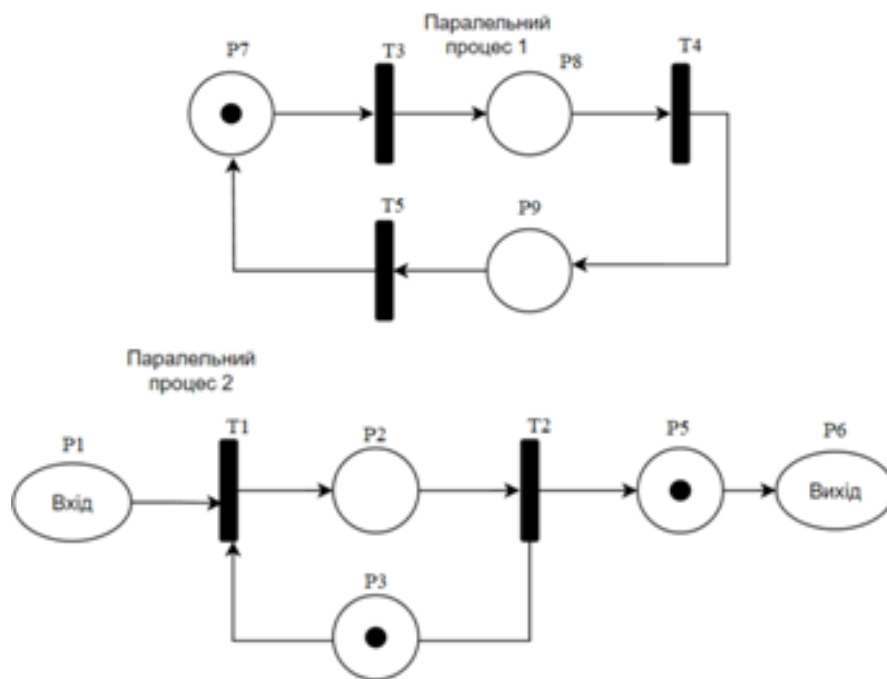 Паралельний
процес 1
P7
T3
P8
T4
T5
P9
Паралельний
процес 2
P1
T1
P2
T2
P5
P6
Вхід
Вихід
P3